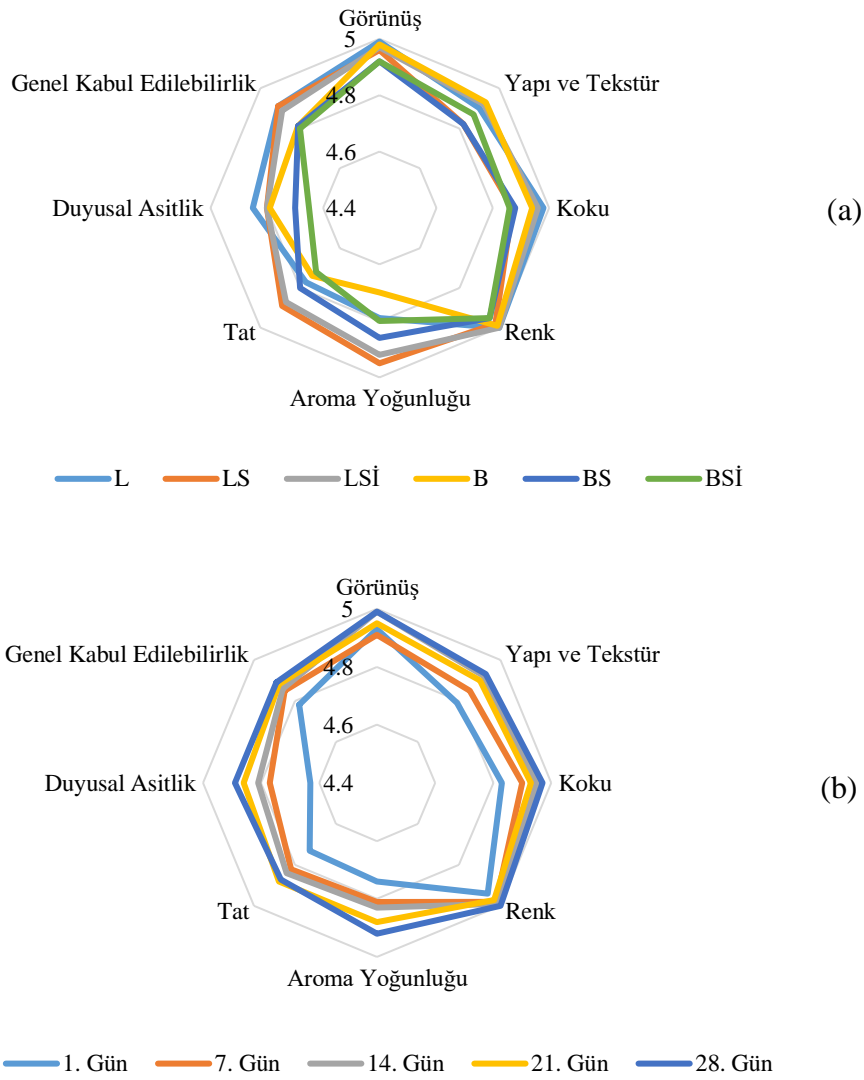 Görünüş
5
Genel Kabul Edilebilirlik
Yapı ve Tekstür
4.8
4.6
Duyusal Asitlik
4.4
Koku
(a)
Tat
Renk
Aroma Yoğunluğu
L LS LSİ B BS BSİ
Görünüş
5
Genel Kabul Edilebilirlik
Yapı ve Tekstür
4.8
4.6
Duyusal Asitlik
4.4
Koku
(b)
Tat
Renk
Aroma Yoğunluğu
1. Gün 7. Gün 14. Gün 21. Gün 28. Gün